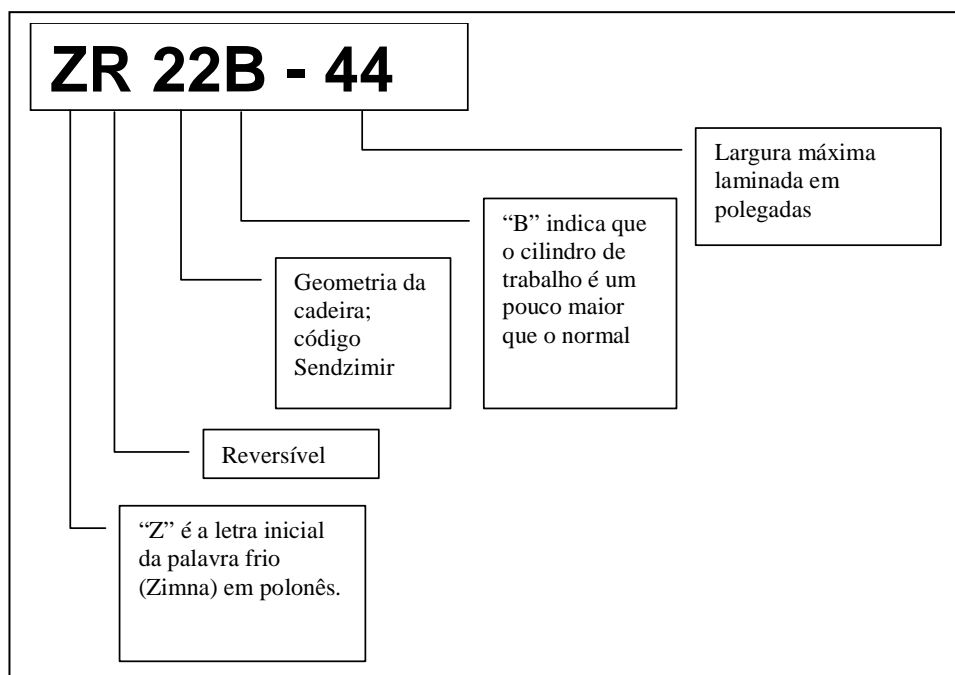 ZR 22B - 44
Largura máxima
laminada em
polegadas
“B” indica que
o cilindro de
trabalho é um
pouco maior
que o normal
Geometria da
cadeira;
código
Sendzimir
Reversível
“Z” é a letra inicial
da palavra frio
(Zimna) em polonês.